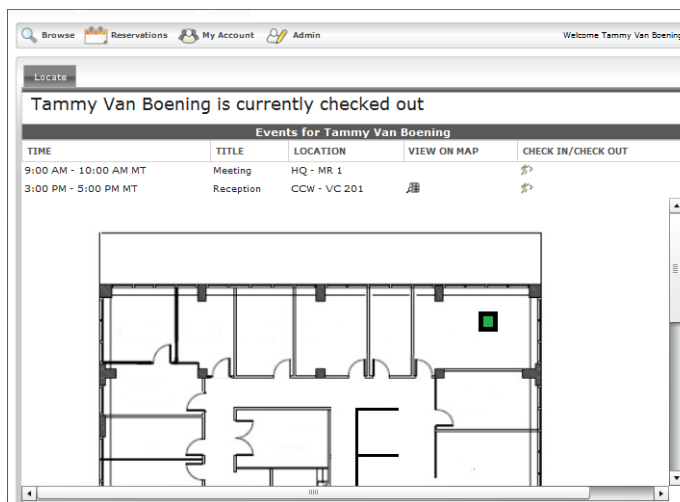 Browse Reservations My Account Admin Welcome Tammy Van Boening
Locate
Tammy Van Boening is currently checked out
Events for Tammy Van Boening
TIME TITLE LOCATION VIEW ON MAP CHECK IN/CHECK OUT
9:00 AM - 10:00 AM MT Meeting HQ - MR 1
3:00 PM - 5:00 PM MT Reception CCW - VC 201